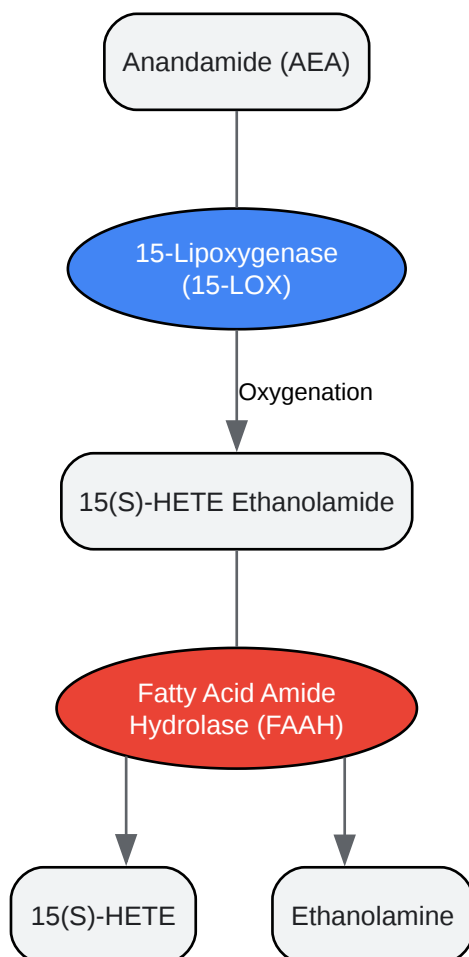 Anandamide (AEA)
15-Lipoxygenase
(15-LOX)
Oxygenation
15(S)-HETE Ethanolamide
Fatty Acid Amide
Hydrolase (FAAH)
15(S)-HETE
Ethanolamine